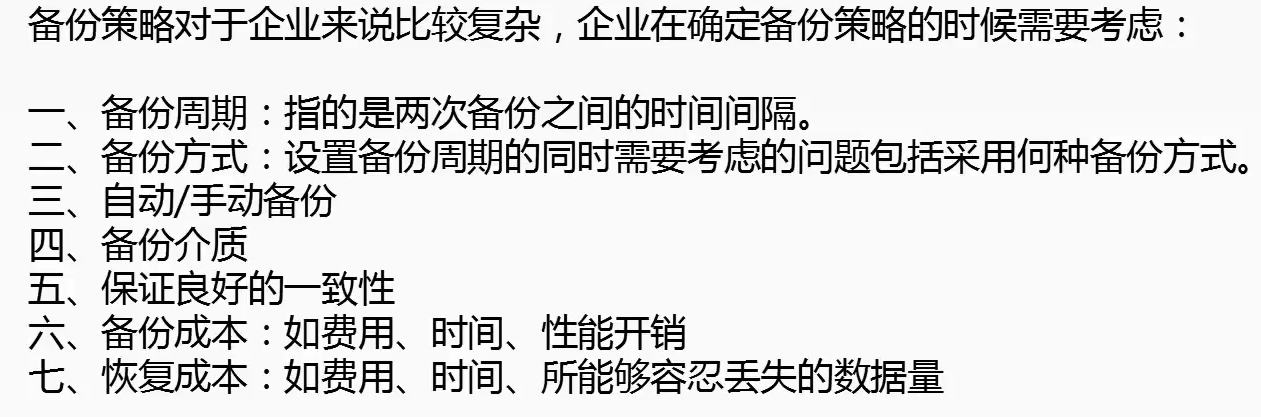 备份策略对于企业来说比较复杂，企业在确定备份策略的时候需要考虑：
一、备份周期：指的是两次备份之间的时间间隔。
二、备份方式：设置备份周期的同时需要考虑的问题包括采用何种备份方式。
三、自动/手动备份
四、备份介质
五、保证良好的一致性
六、备份成本：如费用、时间、性能开销
七、恢复成本：如费用、时间、所能够容忍丢失的数据量